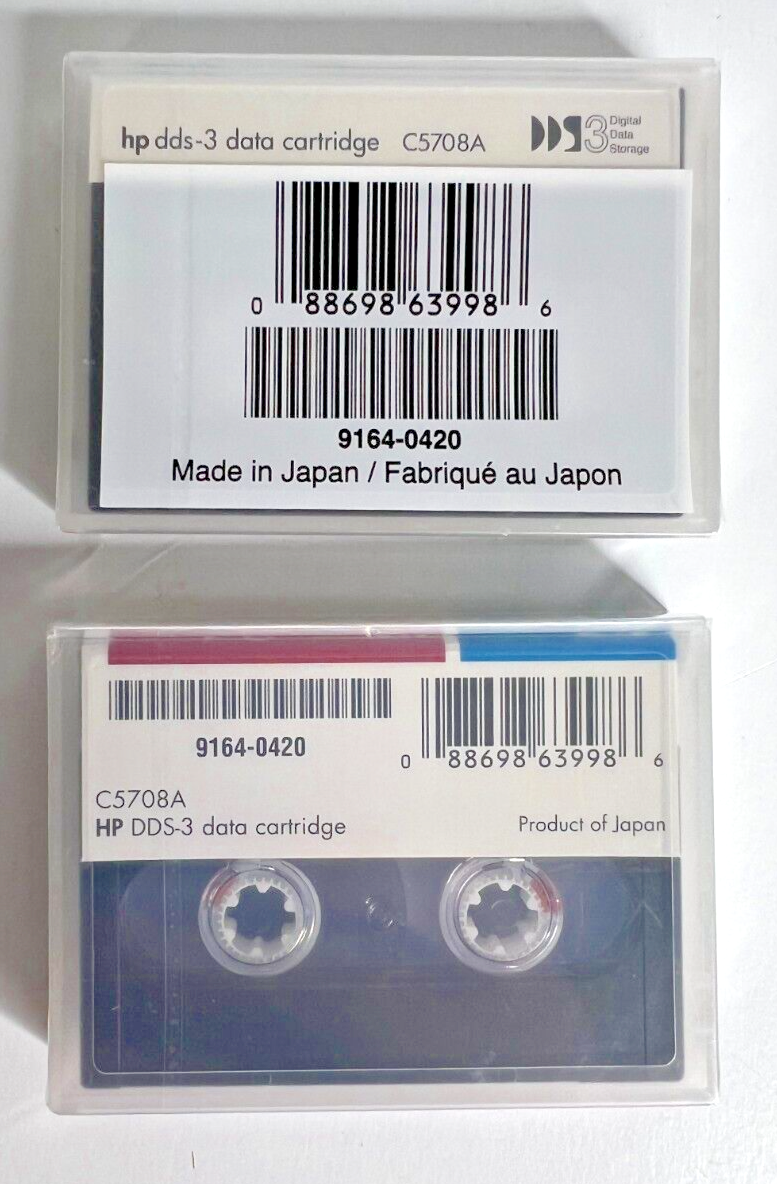 hp dds-3 data cartridge C5708A DDS3 Digital
Data
Storage
0 88698 63998 6
9164-0420
Made in Japan / Fabriqué au Japon
9164-0420
0 88698 63998 6
C5708A
HP DDS-3 data cartridge
Product of Japan